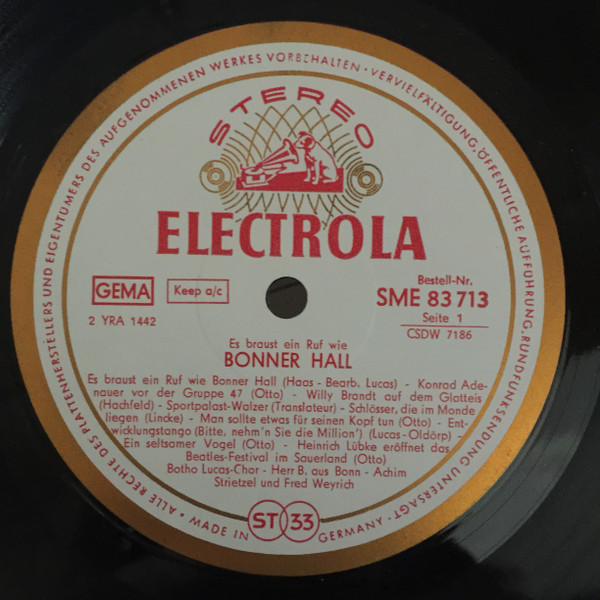 ALLE RECHTE DES PLATTENHERSTELLERS UND EIGENTÜMERS DES AUFGENOMMENEN WERKES VORBEHALTEN · VERVIELFÄLTIGUNG, ÖFFENTLICHE AUFFÜHRUNG, RUNDFUNKSENDUNG UNTERSAGT ·
STEREO
ELECTROLA
GEMA
Keep a/c
Bestell-Nr.
SME 83 713
2 YRA 1442
Seite 1
CSDW 7186
Es braust ein Ruf wie
BONNER HALL
Es braust ein Ruf wie Bonner Hall (Haas - Bearb. Lucas) - Konrad Ade-
nauer vor der Gruppe 47 (Otto) - Willy Brandt auf dem Glatteis
(Hachfeld) - Sportpalast-Walzer (Translateur) - Schlösser, die im Monde
liegen (Lincke) - Man sollte etwas für seinen Kopf tun (Otto) - Ent-
wicklungstango (Bitte, nehm'n Sie die Million') (Lucas - Oldörp) -
Ein seltsamer Vogel (Otto) - Heinrich Lübke eröffnet das
Beatles-Festival im Sauerland (Otto)
Botho Lucas-Chor - Herr B. aus Bonn - Achim
Strietzel und Fred Weyrich
MADE IN GERMANY
ST 33